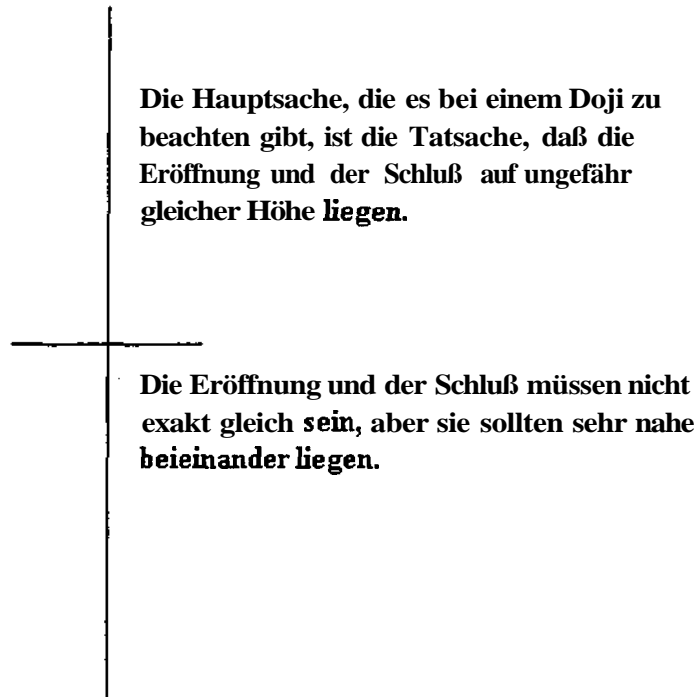 Die Hauptsache, die es bei einem Doji zu
beachten gibt, ist die Tatsache, daß die
Eröffnung und der Schluß auf ungefähr
gleicher Höhe liegen.
Die Eröffnung und der Schluß müssen nicht
exakt gleich sein, aber sie sollten sehr nahe
beieinander liegen.